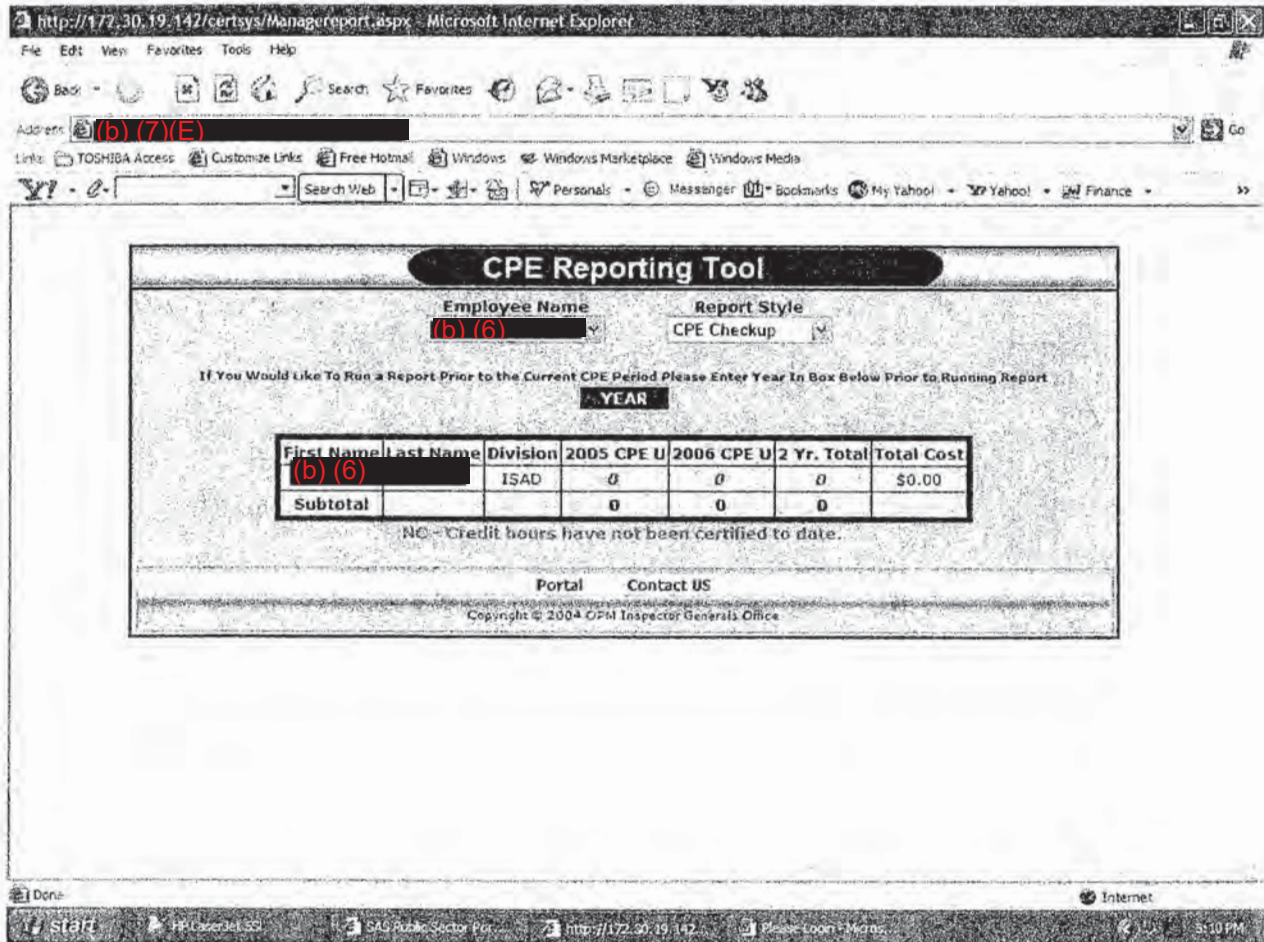 http://172.30.19.142/certsys/Managereport.aspx Microsoft Internet Explorer
File Edit View Favorites Tools Help
Back Search Favorites
Address (b) (7)(E) Go
Links TOSHIBA Access Customize Links Free Hotmail Windows Windows Marketplace Windows Media
Y! Search Web Personals Messenger Bookmarks My Yahoo! Yahoo! Finance >>
CPE Reporting Tool
Employee Name Report Style
(b) (6) CPE Checkup
If You Would Like To Run a Report Prior to the Current CPE Period Please Enter Year In Box Below Prior to Running Report
YEAR
First Name Last Name Division 2005 CPE U 2006 CPE U 2 Yr. Total Total Cost
(b) (6) ISAD 0 0 0 $0.00
Subtotal 0 0 0
NC - Credit hours have not been certified to date.
Portal Contact US
Copyright © 2004 OPM Inspector Generals Office
Done Internet
start HP LaserJet 5Si SAS Public Sector Por... http://172.30.19.142... Please Login - Micros... 5:10 PM